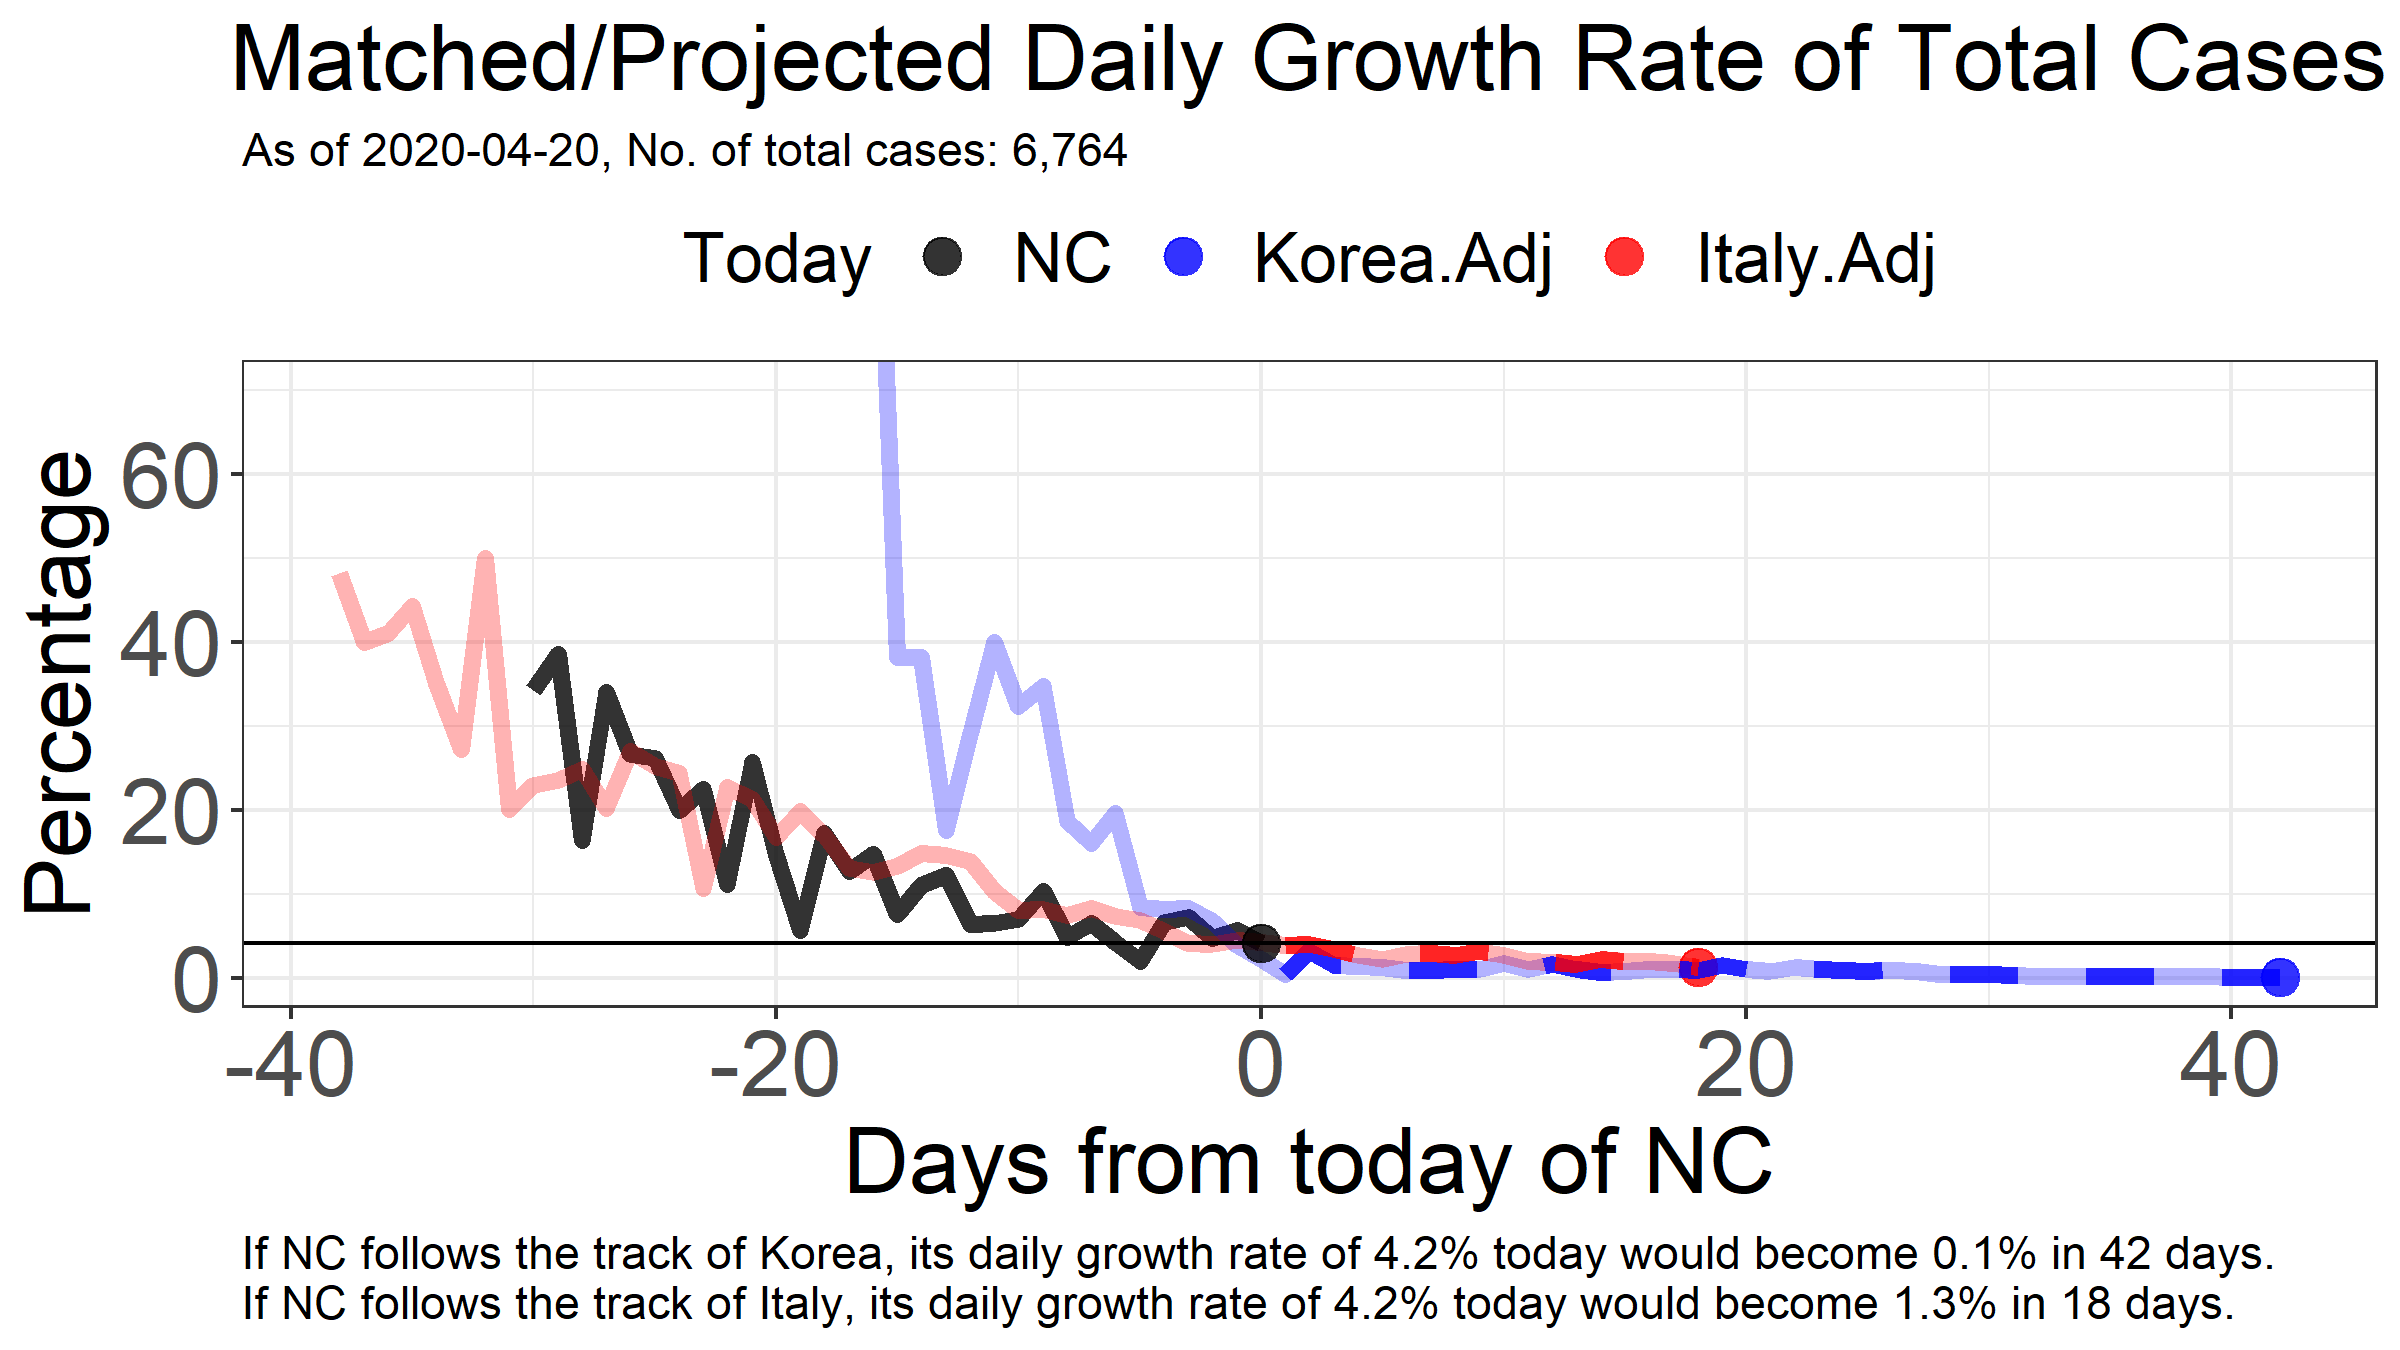 Matched/Projected Daily Growth Rate of Total Cases
As of 2020-04-20, No. of total cases: 6,764
Today NC Korea.Adj Italy.Adj
Percentage
60
40
20
0
-40 -20 0 20 40
Days from today of NC
If NC follows the track of Korea, its daily growth rate of 4.2% today would become 0.1% in 42 days.
If NC follows the track of Italy, its daily growth rate of 4.2% today would become 1.3% in 18 days.